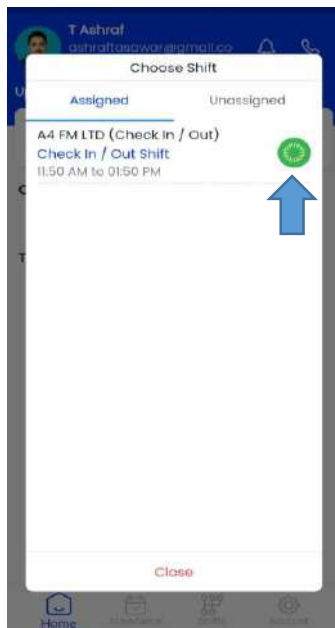 T Ashraf
ashraftasawar@gmail.co
Choose Shift
Assigned
Unassigned
A4 FM LTD (Check In / Out)
Check In / Out Shift
11:50 AM to 01:50 PM
Close
Home